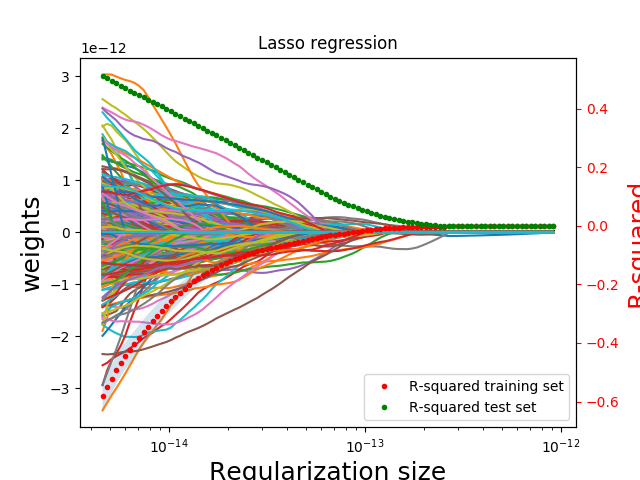 Lasso regression
1e−12
3
2
1
0
−1
−2
−3
weights
0.4
0.2
0.0
−0.2
−0.4
−0.6
R-squared
R-squared training set
R-squared test set
10⁻¹⁴
10⁻¹³
10⁻¹²
Regularization size